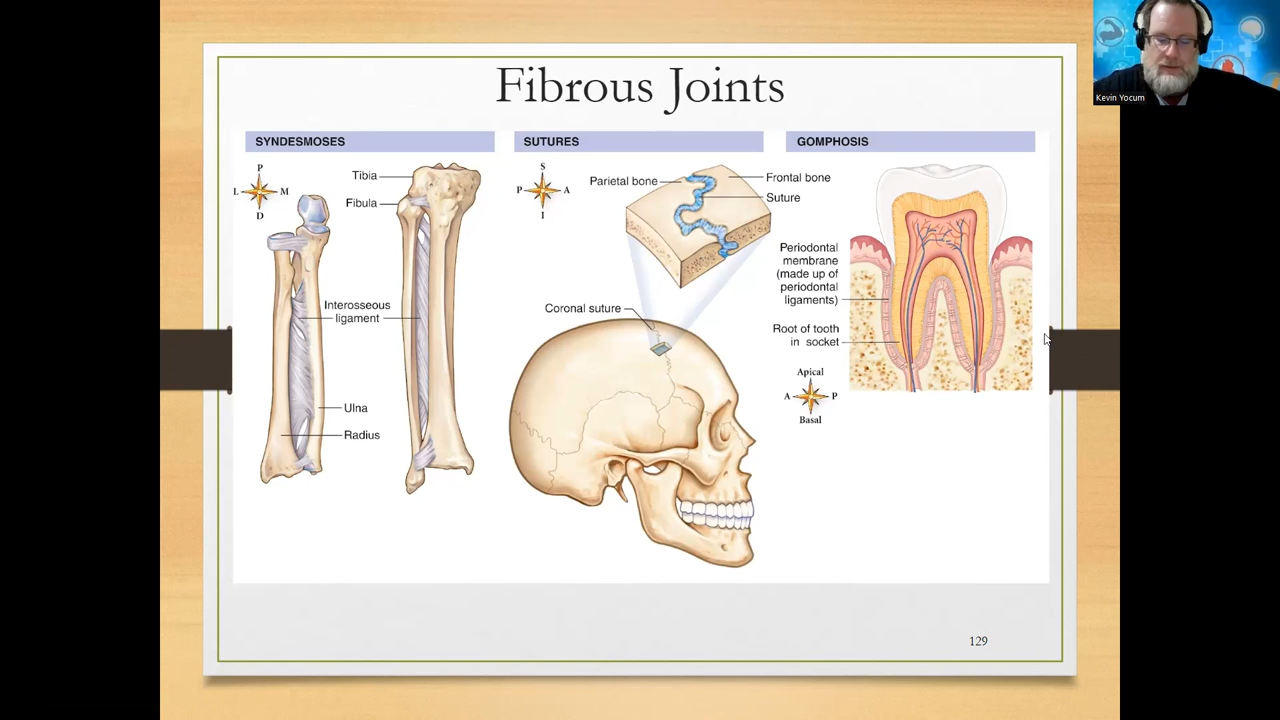 Fibrous Joints
SYNDESMOSES
SUTURES
GOMPHOSIS
P
L
M
D
Tibia
Fibula
Interosseous
ligament
Ulna
Radius
S
P
A
I
Parietal bone
Frontal bone
Suture
Coronal suture
Periodontal
membrane
(made up of
periodontal
ligaments)
Root of tooth
in socket
Apical
A
P
Basal
129
Kevin Yocum